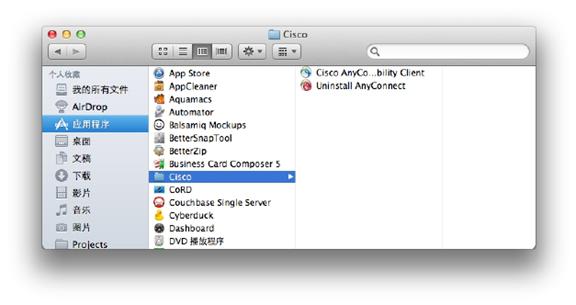 Cisco
个人收藏
我的所有文件
AirDrop
应用程序
桌面
文稿
下载
影片
音乐
图片
Projects
App Store
AppCleaner
Aquamacs
Automator
Balsamiq Mockups
BetterSnapTool
BetterZip
Business Card Composer 5
Cisco
CoRD
Couchbase Single Server
Cyberduck
Dashboard
DVD 播放程序
Cisco AnyCo...bility Client
Uninstall AnyConnect